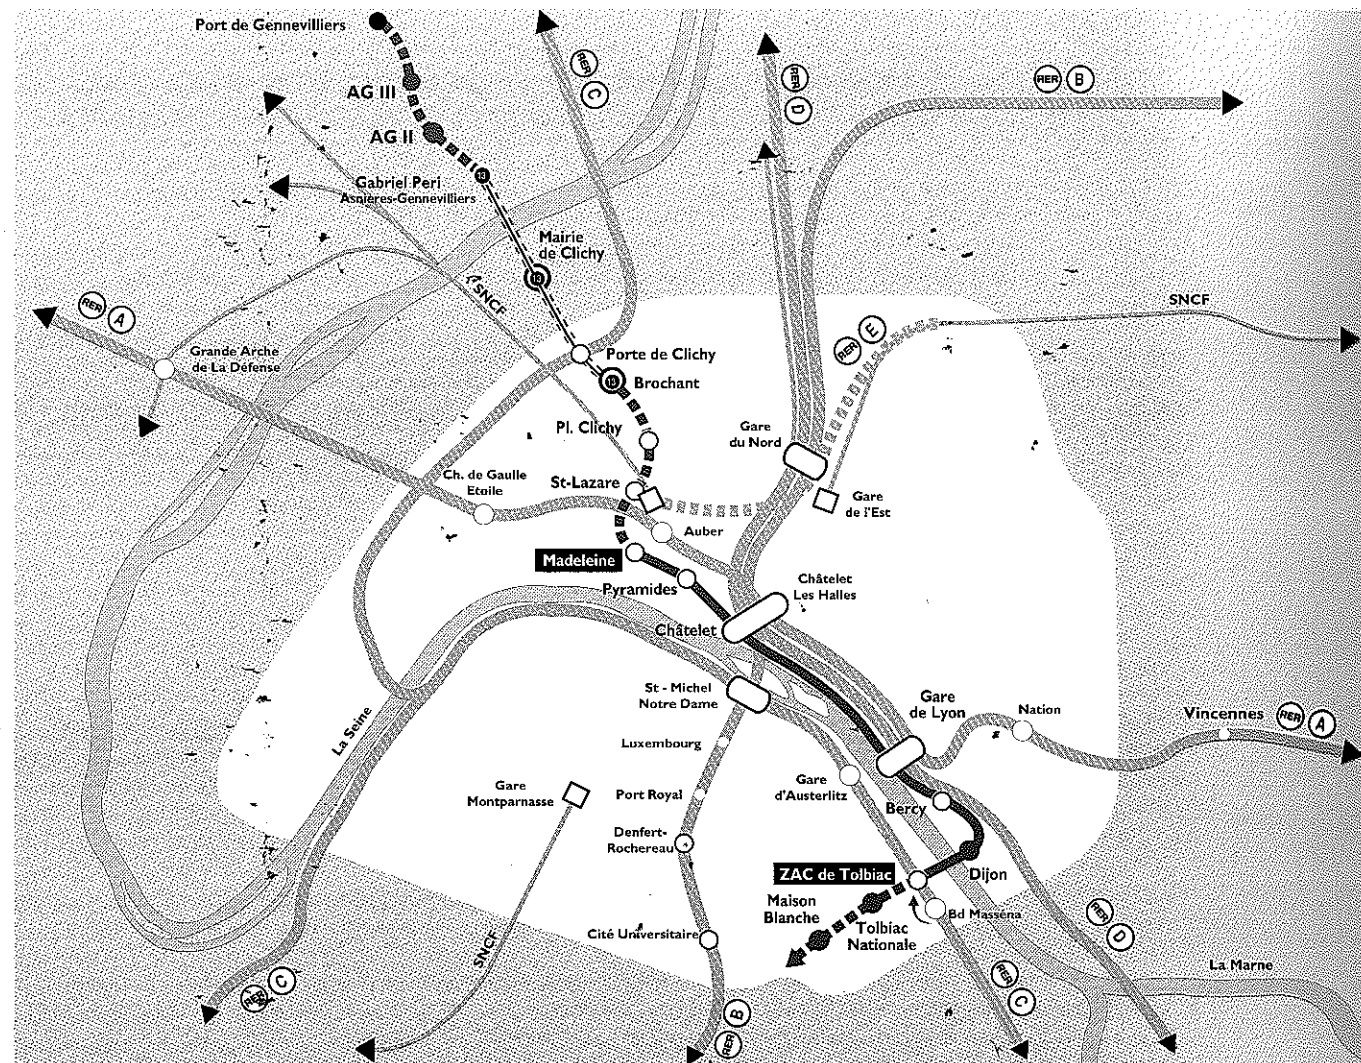 Port de Gennevilliers
AG III
AG II
Gabriel Peri
Asnieres-Gennevilliers
13
RER C
RER D
RER B
Mairie
de Clichy
13
SNCF
RER A
Grande Arche
de La Défense
Porte de Clichy
13 Brochant
RER E
SNCF
Pl. Clichy
Gare
du Nord
Ch. de Gaulle
Etoile
St-Lazare
Gare
de l'Est
Auber
Madeleine
Pyramides
Châtelet
Les Halles
Châtelet
La Seine
St - Michel
Notre Dame
Gare
de Lyon
Nation
Vincennes RER A
Luxembourg
Gare
Montparnasse
Port Royal
Gare
d'Austerlitz
Bercy
Denfert-
Rochereau
ZAC de Tolbiac
Dijon
Maison
Blanche
Tolbiac
Nationale
Bd Masséna
Cité Universitaire
SNCF
RER D
La Marne
RER C
RER B
RER C